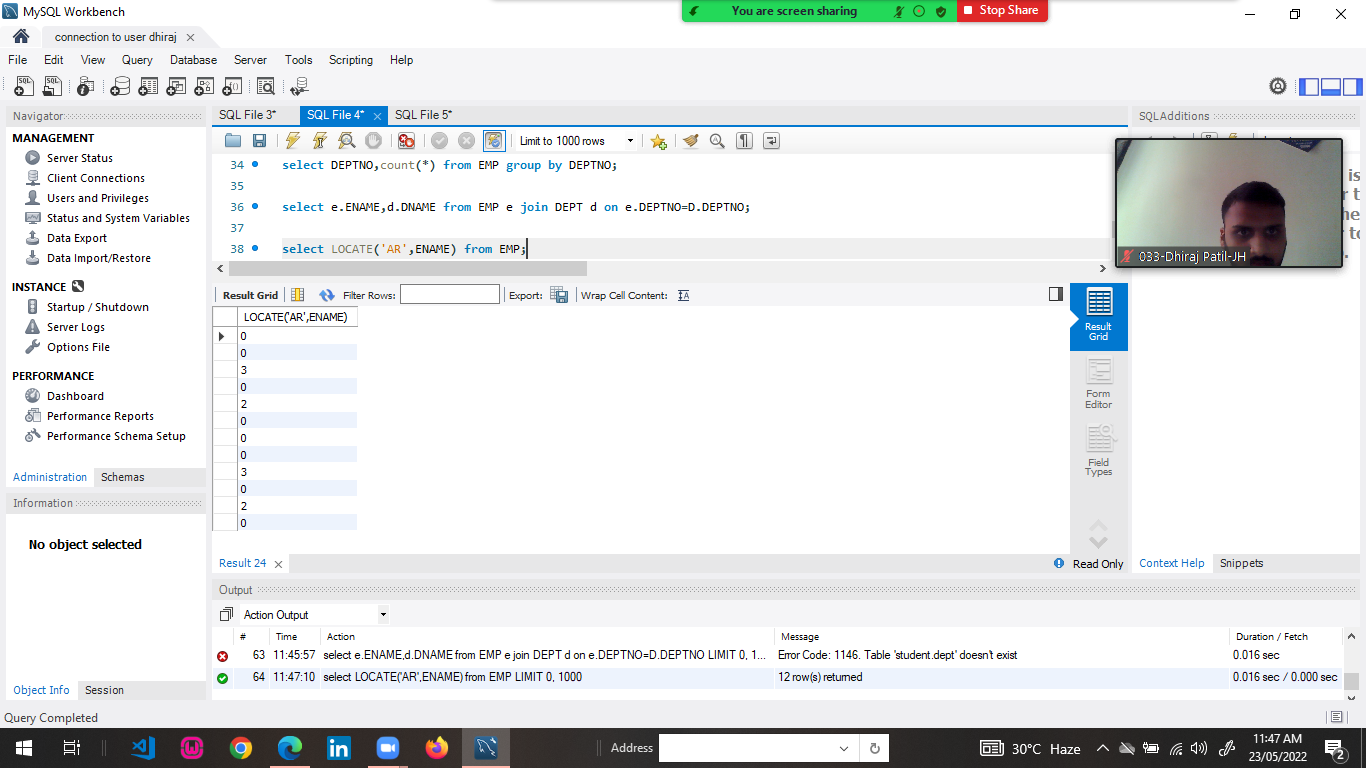 MySQL Workbench
You are screen sharing
Stop Share
connection to user dhiraj
File Edit View Query Database Server Tools Scripting Help
Navigator
MANAGEMENT
Server Status
Client Connections
Users and Privileges
Status and System Variables
Data Export
Data Import/Restore
INSTANCE
Startup / Shutdown
Server Logs
Options File
PERFORMANCE
Dashboard
Performance Reports
Performance Schema Setup
Administration Schemas
Information
No object selected
Object Info Session
SQL File 3* SQL File 4* SQL File 5*
Limit to 1000 rows
34 select DEPTNO,count(*) from EMP group by DEPTNO;
35
36 select e.ENAME,d.DNAME from EMP e join DEPT d on e.DEPTNO=D.DEPTNO;
37
38 select LOCATE('AR',ENAME) from EMP;
Result Grid Filter Rows: Export: Wrap Cell Content:
LOCATE('AR',ENAME)
0
0
3
0
2
0
0
0
3
0
2
0
Result Grid
Form Editor
Field Types
Result 24
Read Only
SQLAdditions
033-Dhiraj Patil-JH
Context Help Snippets
Output
Action Output
# Time Action Message Duration / Fetch
63 11:45:57 select e.ENAME,d.DNAME from EMP e join DEPT d on e.DEPTNO=D.DEPTNO LIMIT 0, 1... Error Code: 1146. Table 'student.dept' doesn't exist 0.016 sec
64 11:47:10 select LOCATE('AR',ENAME) from EMP LIMIT 0, 1000 12 row(s) returned 0.016 sec / 0.000 sec
Query Completed
Address
30°C Haze
11:47 AM
23/05/2022
2